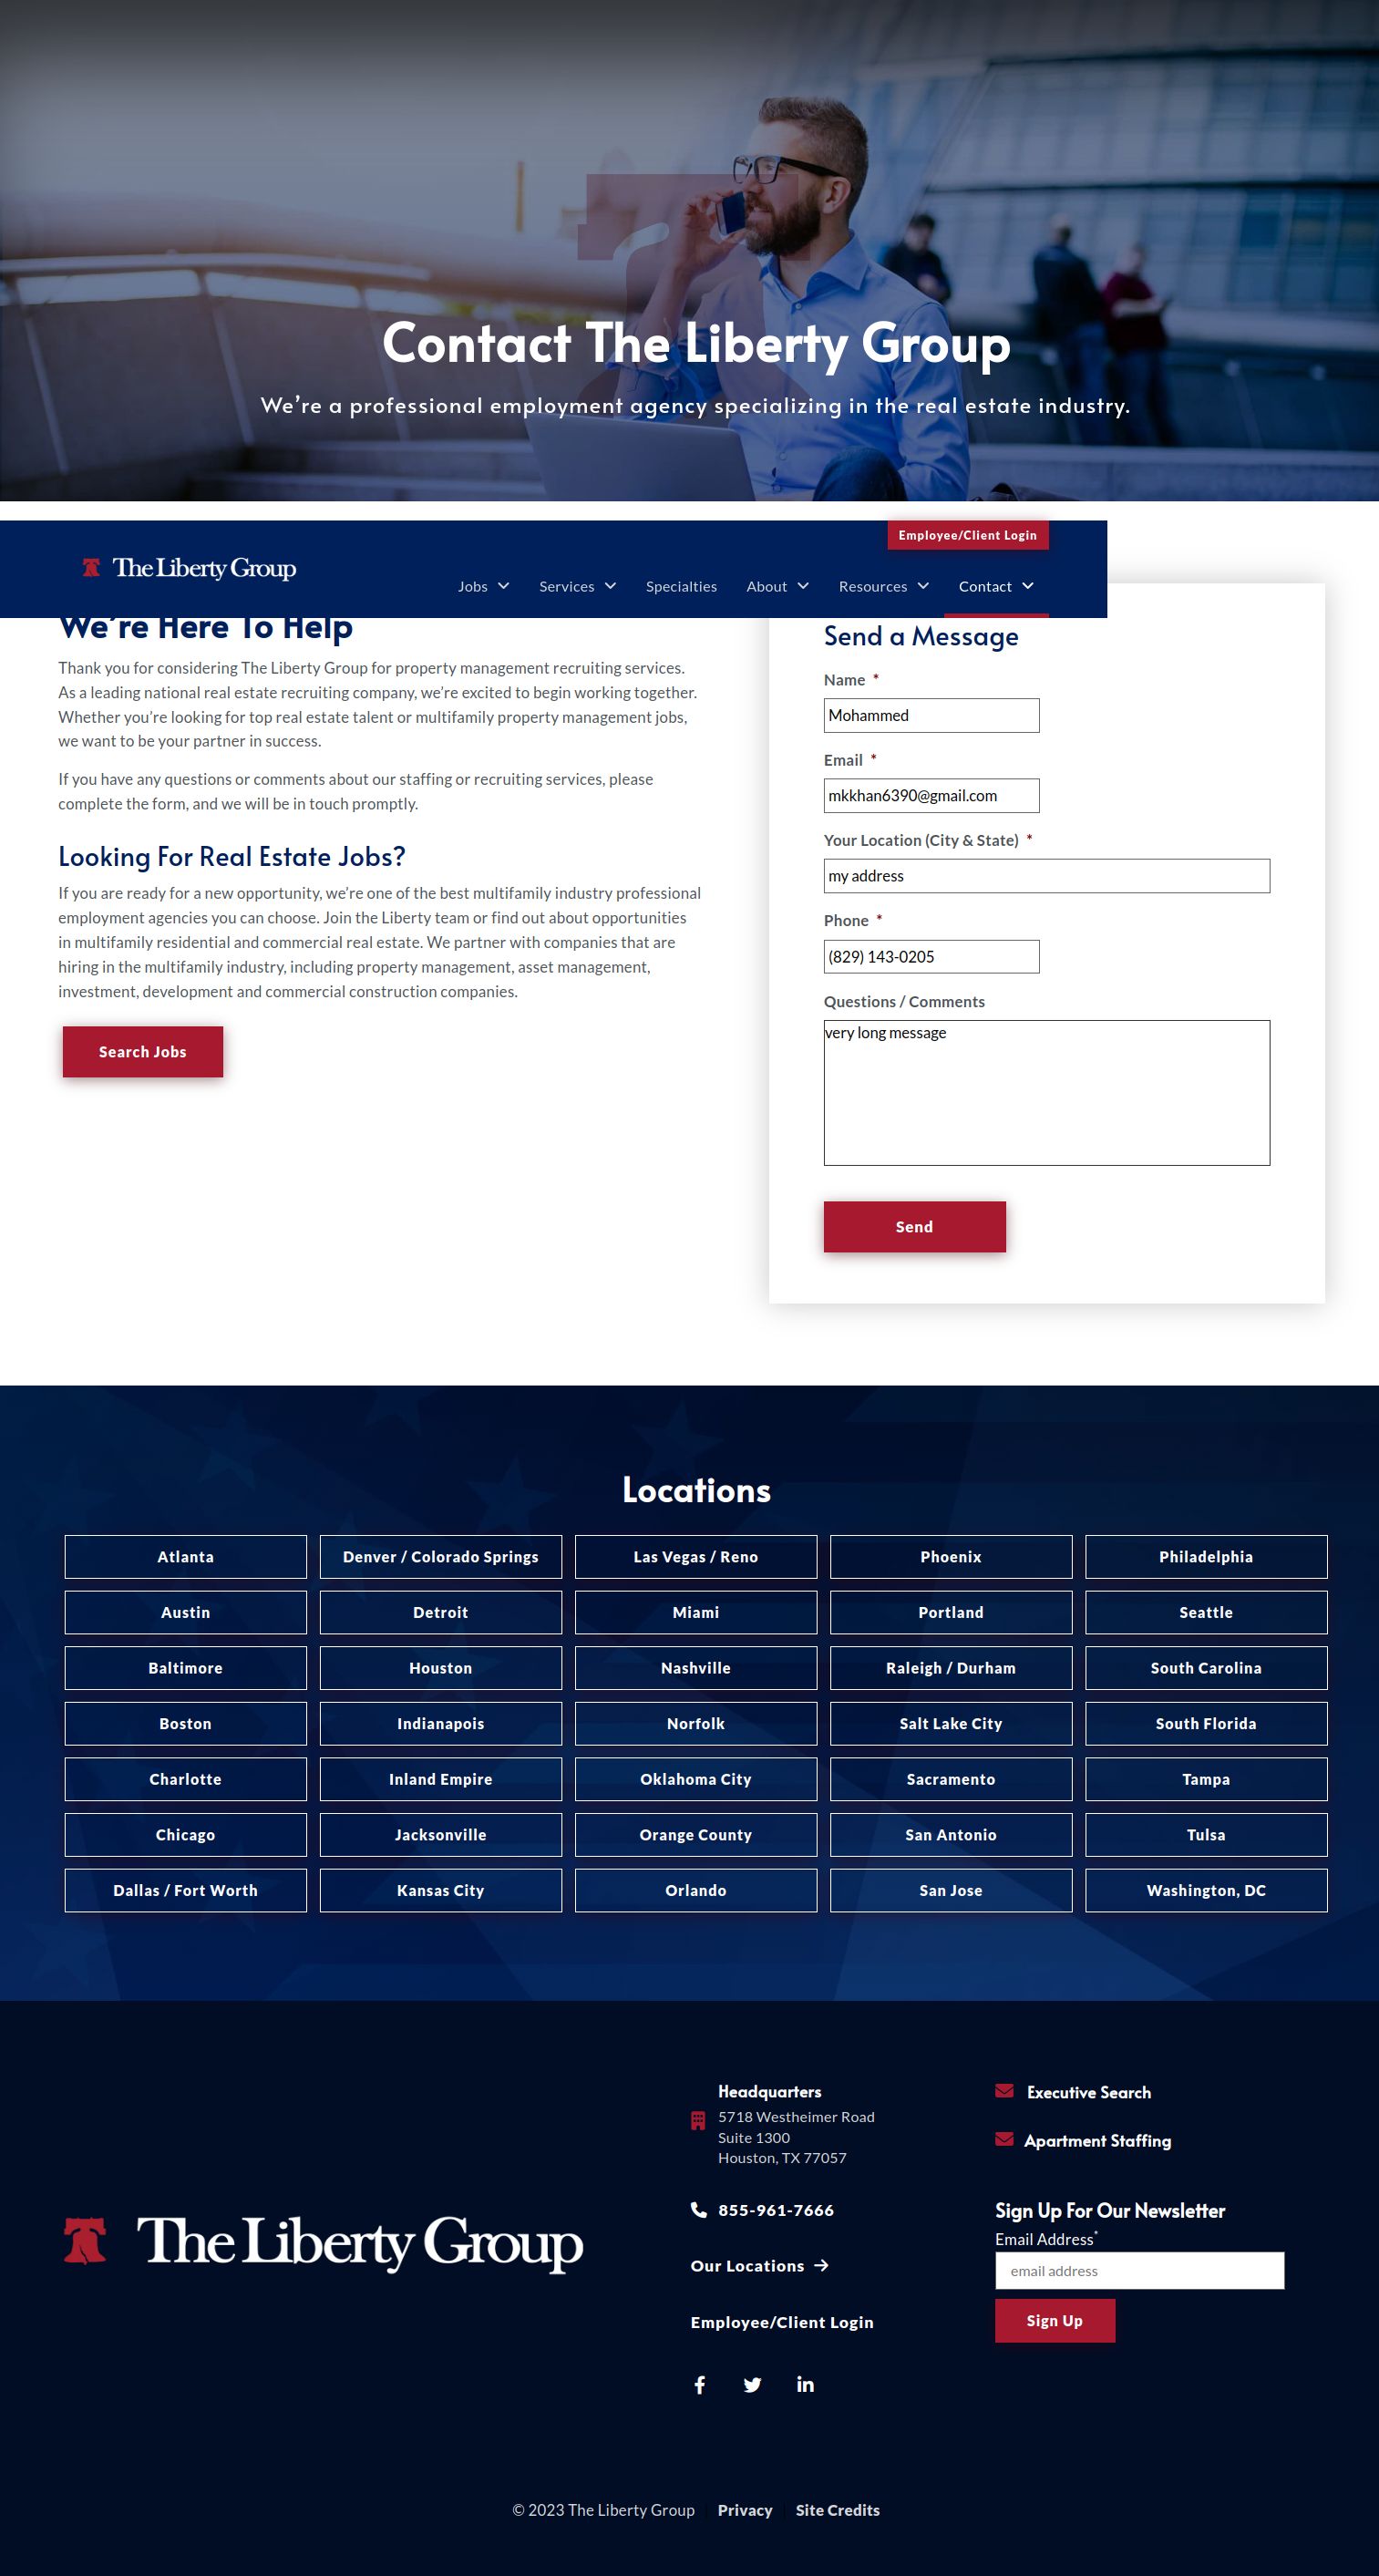 Contact The Liberty Group
We’re a professional employment agency specializing in the real estate industry.
Employee/Client Login
The Liberty Group
Jobs
Services
Specialties
About
Resources
Contact
We’re Here To Help
Thank you for considering The Liberty Group for property management recruiting services.
As a leading national real estate recruiting company, we’re excited to begin working together.
Whether you’re looking for top real estate talent or multifamily property management jobs,
we want to be your partner in success.
If you have any questions or comments about our staffing or recruiting services, please
complete the form, and we will be in touch promptly.
Looking For Real Estate Jobs?
If you are ready for a new opportunity, we’re one of the best multifamily industry professional
employment agencies you can choose. Join the Liberty team or find out about opportunities
in multifamily residential and commercial real estate. We partner with companies that are
hiring in the multifamily industry, including property management, asset management,
investment, development and commercial construction companies.
Search Jobs
Send a Message
Name *
Mohammed
Email *
mkkhan6390@gmail.com
Your Location (City & State) *
my address
Phone *
(829) 143-0205
Questions / Comments
very long message
Send
Locations
Atlanta
Denver / Colorado Springs
Las Vegas / Reno
Phoenix
Philadelphia
Austin
Detroit
Miami
Portland
Seattle
Baltimore
Houston
Nashville
Raleigh / Durham
South Carolina
Boston
Indianapois
Norfolk
Salt Lake City
South Florida
Charlotte
Inland Empire
Oklahoma City
Sacramento
Tampa
Chicago
Jacksonville
Orange County
San Antonio
Tulsa
Dallas / Fort Worth
Kansas City
Orlando
San Jose
Washington, DC
The Liberty Group
Headquarters
5718 Westheimer Road
Suite 1300
Houston, TX 77057
855-961-7666
Our Locations
Employee/Client Login
Executive Search
Apartment Staffing
Sign Up For Our Newsletter
Email Address*
email address
Sign Up
© 2023 The Liberty Group Privacy Site Credits